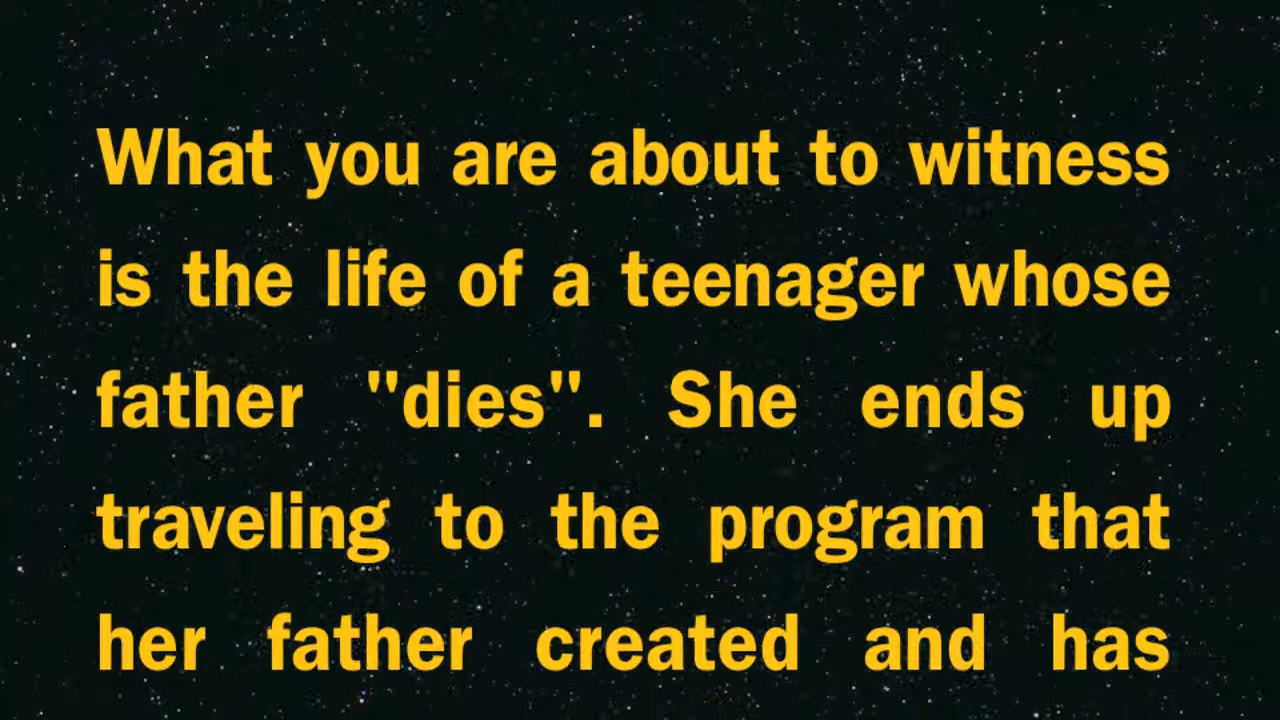 What you are about to witness
is the life of a teenager whose
father "dies". She ends up
traveling to the program that
her father created and has